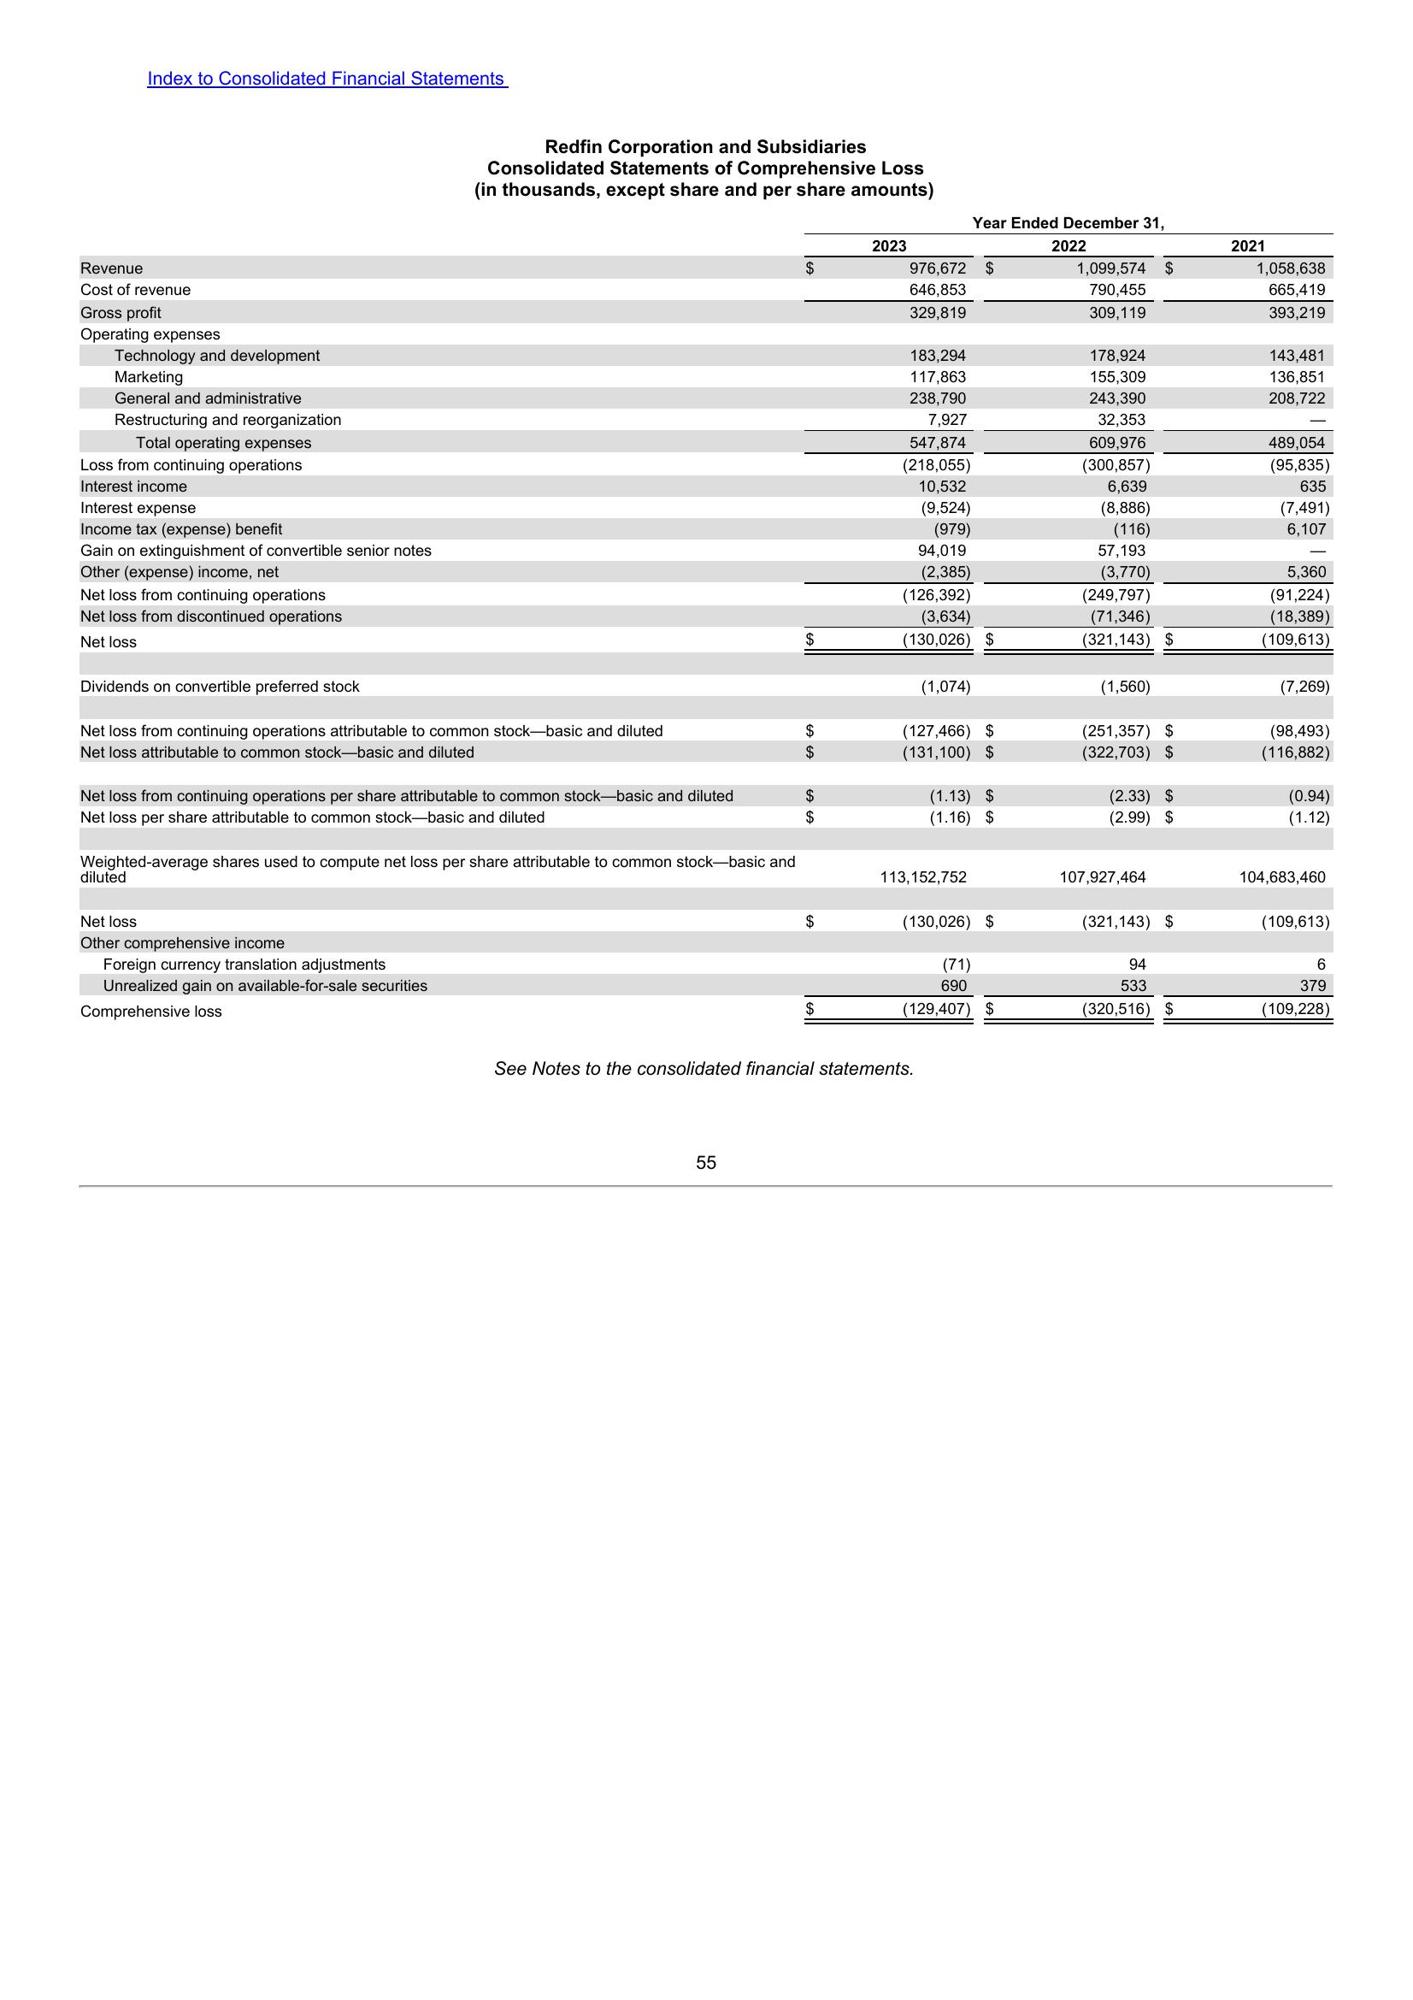 Index to Consolidated Financial Statements
Redfin Corporation and Subsidiaries
Consolidated Statements of Comprehensive Loss
(in thousands, except share and per share amounts)
Year Ended December 31,
2023 2022 2021
Revenue $ 976,672 $ 1,099,574 $ 1,058,638
Cost of revenue 646,853 790,455 665,419
Gross profit 329,819 309,119 393,219
Operating expenses
Technology and development 183,294 178,924 143,481
Marketing 117,863 155,309 136,851
General and administrative 238,790 243,390 208,722
Restructuring and reorganization 7,927 32,353 —
Total operating expenses 547,874 609,976 489,054
Loss from continuing operations (218,055) (300,857) (95,835)
Interest income 10,532 6,639 635
Interest expense (9,524) (8,886) (7,491)
Income tax (expense) benefit (979) (116) 6,107
Gain on extinguishment of convertible senior notes 94,019 57,193 —
Other (expense) income, net (2,385) (3,770) 5,360
Net loss from continuing operations (126,392) (249,797) (91,224)
Net loss from discontinued operations (3,634) (71,346) (18,389)
Net loss $ (130,026) $ (321,143) $ (109,613)
Dividends on convertible preferred stock (1,074) (1,560) (7,269)
Net loss from continuing operations attributable to common stock—basic and diluted $ (127,466) $ (251,357) $ (98,493)
Net loss attributable to common stock—basic and diluted $ (131,100) $ (322,703) $ (116,882)
Net loss from continuing operations per share attributable to common stock—basic and diluted $ (1.13) $ (2.33) $ (0.94)
Net loss per share attributable to common stock—basic and diluted $ (1.16) $ (2.99) $ (1.12)
Weighted-average shares used to compute net loss per share attributable to common stock—basic and
diluted 113,152,752 107,927,464 104,683,460
Net loss $ (130,026) $ (321,143) $ (109,613)
Other comprehensive income
Foreign currency translation adjustments (71) 94 6
Unrealized gain on available-for-sale securities 690 533 379
Comprehensive loss $ (129,407) $ (320,516) $ (109,228)
See Notes to the consolidated financial statements.
55